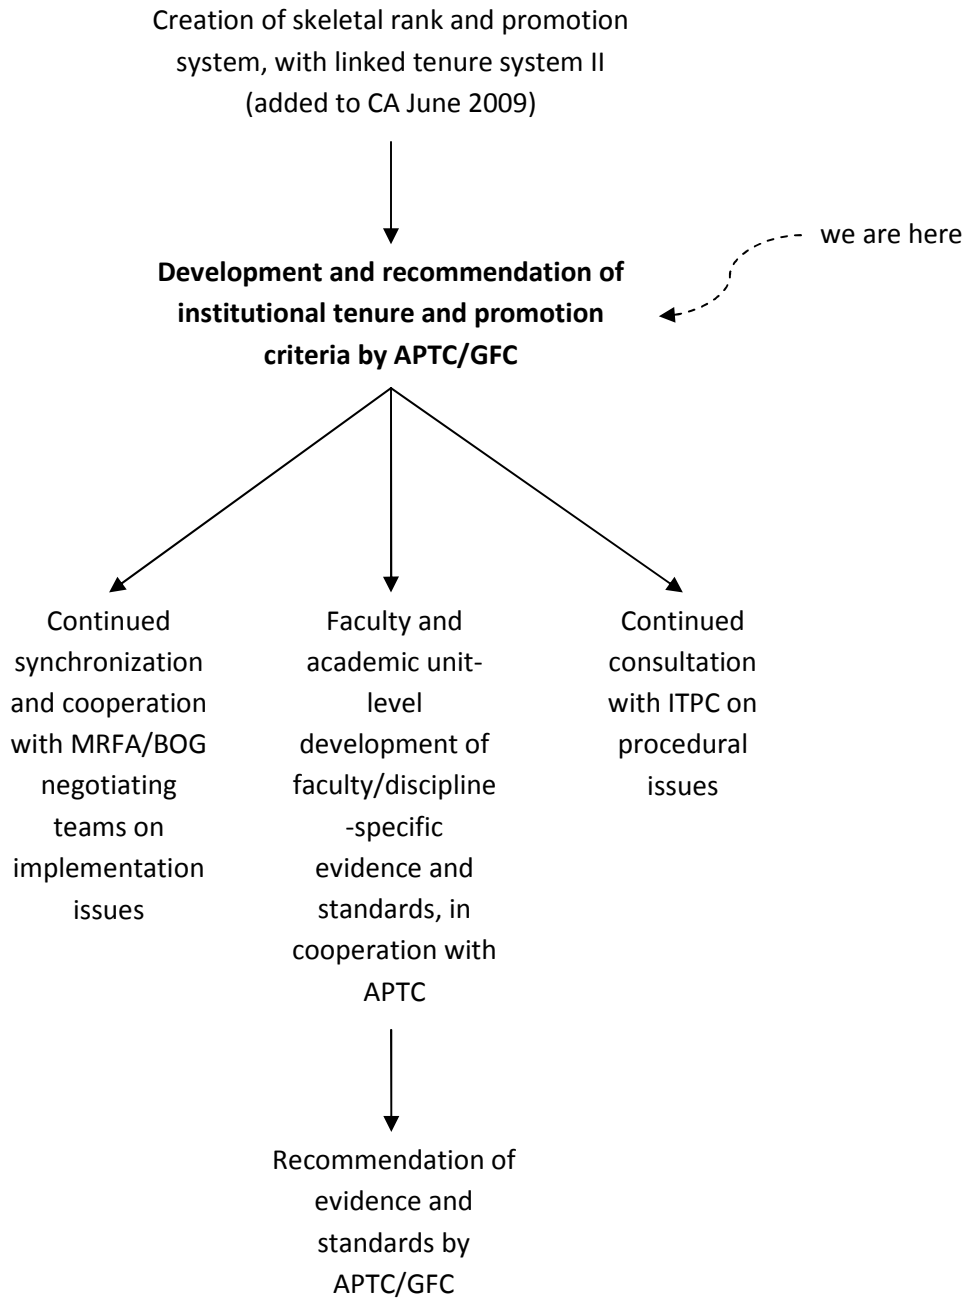 Creation of skeletal rank and promotion
system, with linked tenure system II
(added to CA June 2009)
we are here
Development and recommendation of
institutional tenure and promotion
criteria by APTC/GFC
Continued
synchronization
and cooperation
with MRFA/BOG
negotiating
teams on
implementation
issues
Faculty and
academic unit-
level
development of
faculty/discipline
-specific
evidence and
standards, in
cooperation with
APTC
Continued
consultation
with ITPC on
procedural
issues
Recommendation of
evidence and
standards by
APTC/GFC